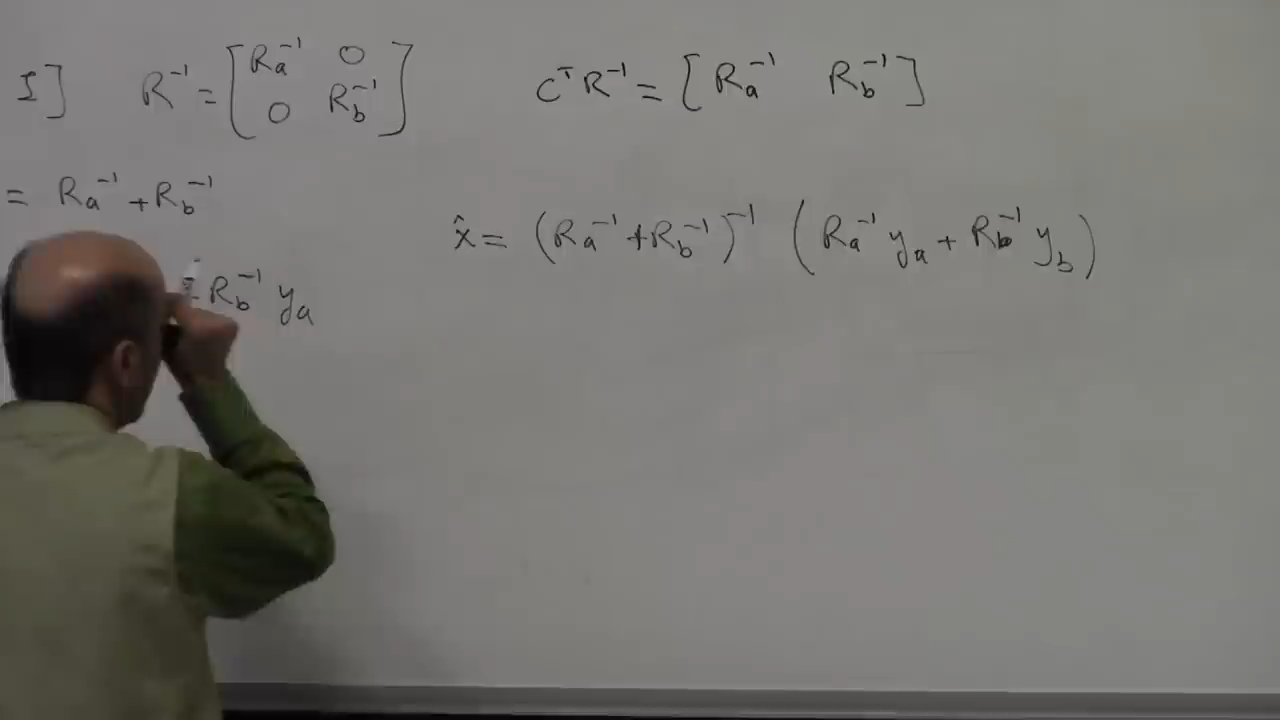 I] R⁻¹ = [Ra⁻¹ 0
0 Rb⁻¹]
CᵀR⁻¹ = [Ra⁻¹ Rb⁻¹]
= Ra⁻¹ + Rb⁻¹
x̂ = (Ra⁻¹ + Rb⁻¹)⁻¹ (Ra⁻¹ ya + Rb⁻¹ yb)
Rb⁻¹ ya